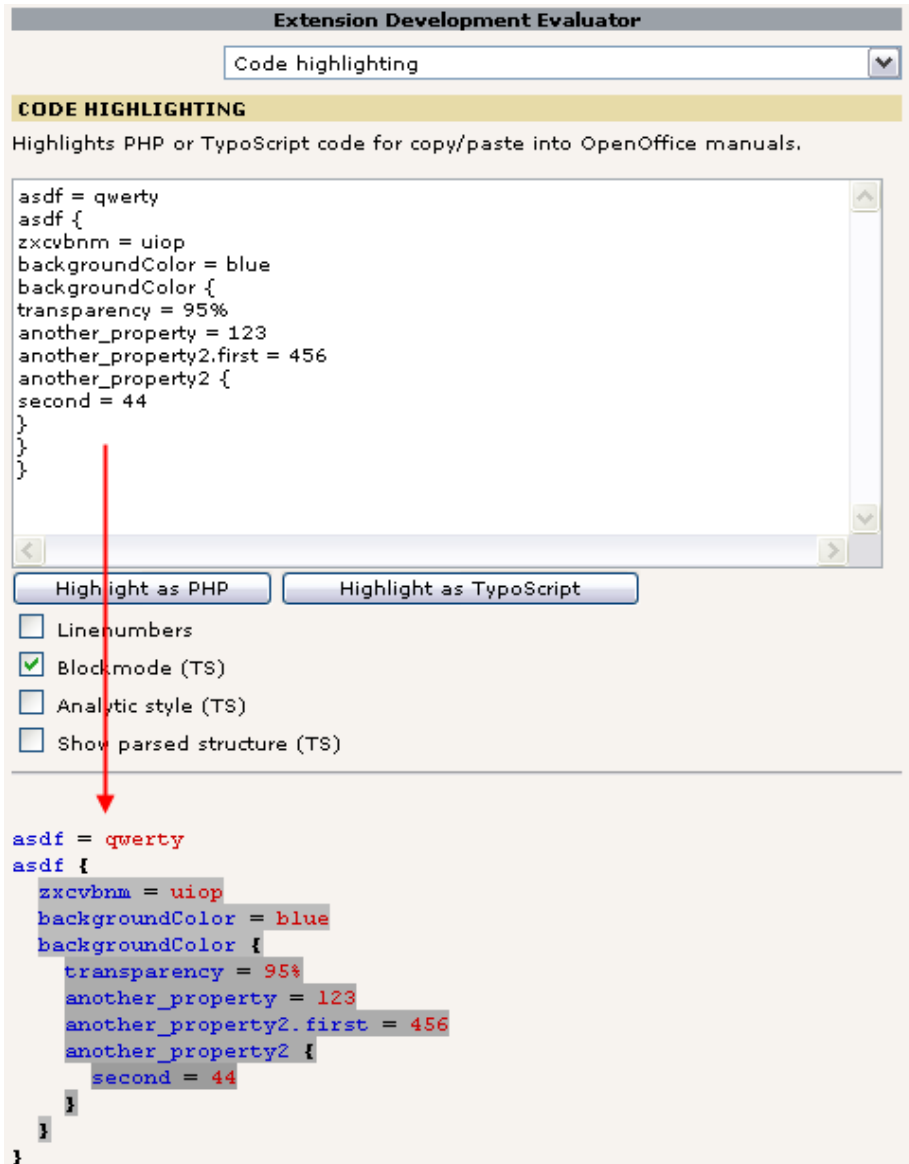 Extension Development Evaluator
Code highlighting
CODE HIGHLIGHTING
Highlights PHP or TypoScript code for copy/paste into OpenOffice manuals.
asdf = qwerty
asdf {
zxcvbnm = uiop
backgroundColor = blue
backgroundColor {
transparency = 95%
another_property = 123
another_property2.first = 456
another_property2 {
second = 44
}
}
}
Highlight as PHP Highlight as TypoScript
Linenumbers
Blockmode (TS)
Analytic style (TS)
Show parsed structure (TS)
asdf = qwerty
asdf {
zxcvbnm = uiop
backgroundColor = blue
backgroundColor {
transparency = 95%
another_property = 123
another_property2.first = 456
another_property2 {
second = 44
}
}
}